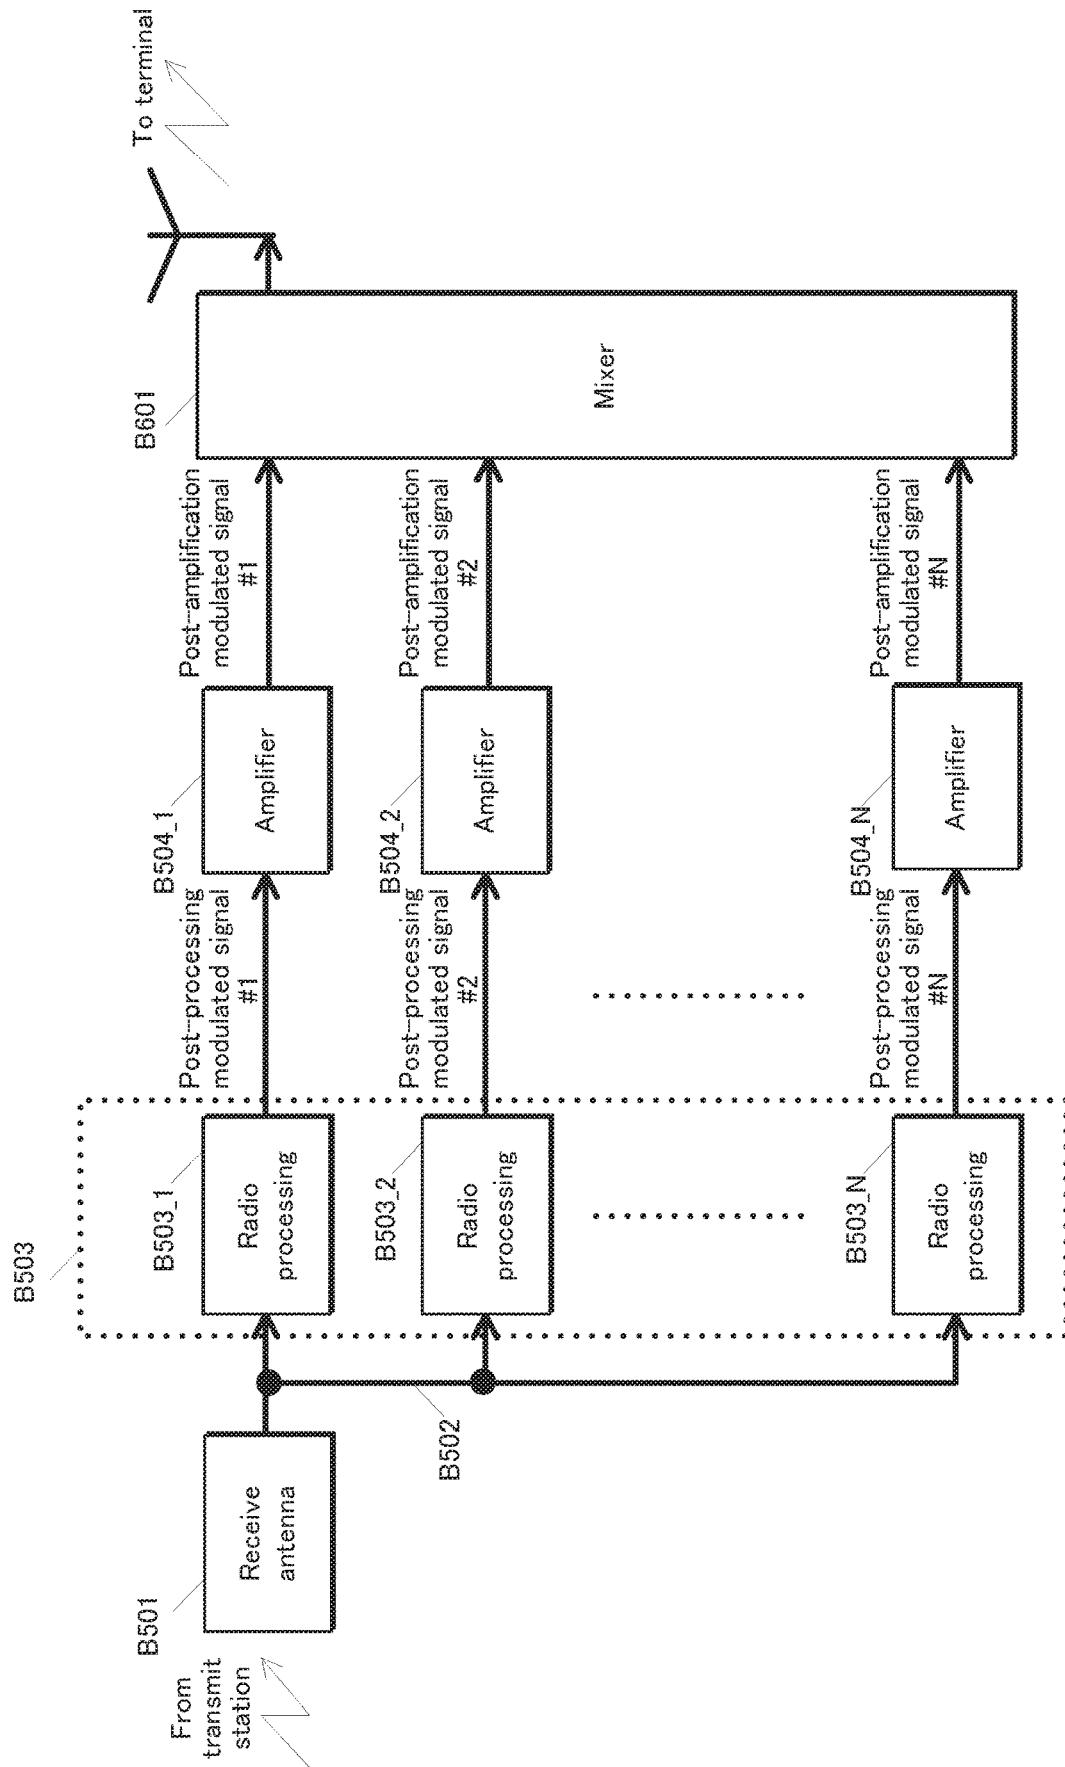 From
transmit
station
B501
Receive
antenna
B502
B503
B503_1
Radio
processing
B503_2
Radio
processing
B503_N
Radio
processing
Post-processing
modulated signal
#1
Post-processing
modulated signal
#2
Post-processing
modulated signal
#N
B504_1
Amplifier
B504_2
Amplifier
B504_N
Amplifier
Post-amplification
modulated signal
#1
Post-amplification
modulated signal
#2
Post-amplification
modulated signal
#N
B601
Mixer
To terminal